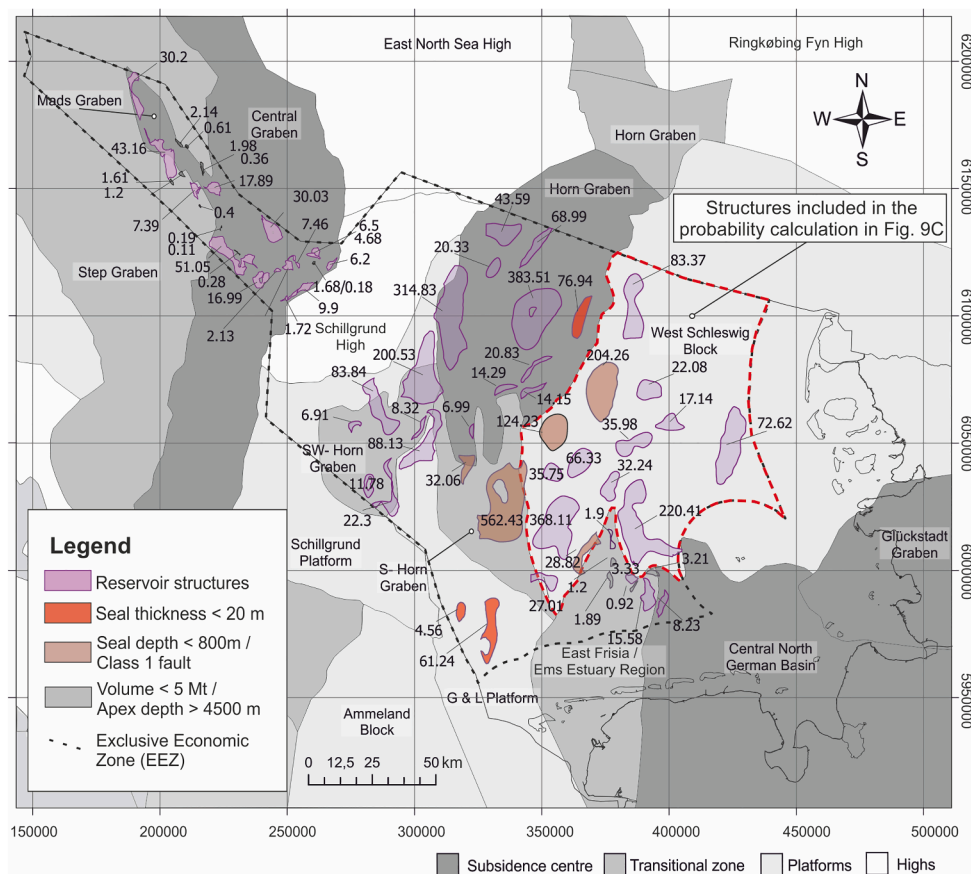 East North Sea High
Ringkøbing Fyn High
6200000
30.2
Mads Graben
2.14
0.61
Central
Graben
N
W
E
S
Horn Graben
43.16
1.98
0.36
1.61
1.2
17.89
6150000
Horn Graben
30.03
43.59
68.99
Structures included in the
probability calculation in Fig. 9C
7.39
0.4
7.46
6.5
4.68
0.19
0.11
20.33
83.37
6.2
Step Graben
51.05
0.28
383.51
76.94
16.99
1.68/0.18
314.83
9.9
6100000
1.72
Schillgrund
High
West Schleswig
Block
2.13
200.53
20.83
204.26
22.08
83.84
14.29
14.15
6.91
8.32
6.99
124.23
17.14
35.98
72.62
88.13
SW- Horn
Graben
6050000
66.33
32.24
35.75
32.06
11.78
22.3
562.43
368.11
1.9
220.41
Legend
Schillgrund
Platform
Glückstadt
Graben
28.82
3.33
3.21
S- Horn
Graben
6000000
Reservoir structures
1.2
27.01
1.89
0.92
15.58
8.23
Seal thickness < 20 m
4.56
61.24
Seal depth < 800m /
Class 1 fault
East Frisia /
Ems Estuary Region
Central North
German Basin
Volume < 5 Mt /
Apex depth > 4500 m
G & L Platform
5950000
Ammeland
Block
Exclusive Economic
Zone (EEZ)
0 12,5 25 50 km
150000 200000 250000 300000 350000 400000 450000 500000
Subsidence centre
Transitional zone
Platforms
Highs